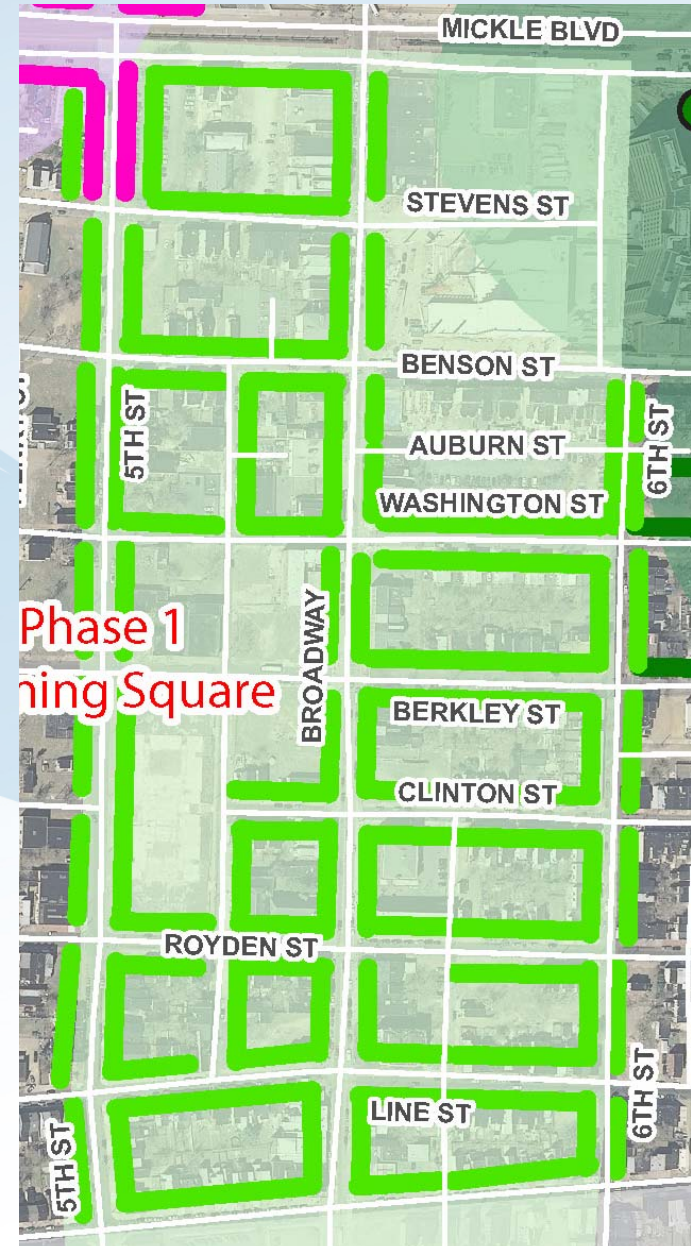 MICKLE BLVD
STEVENS ST
BENSON ST
5TH ST
AUBURN ST
6TH ST
WASHINGTON ST
Phase 1
BROADWAY
ning Square
BERKLEY ST
CLINTON ST
ROYDEN ST
6TH ST
LINE ST
5TH ST